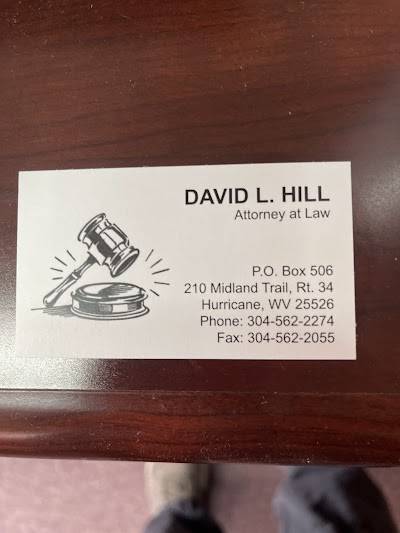 DAVID L. HILL
Attorney at Law
P.O. Box 506
210 Midland Trail, Rt. 34
Hurricane, WV 25526
Phone: 304-562-2274
Fax: 304-562-2055